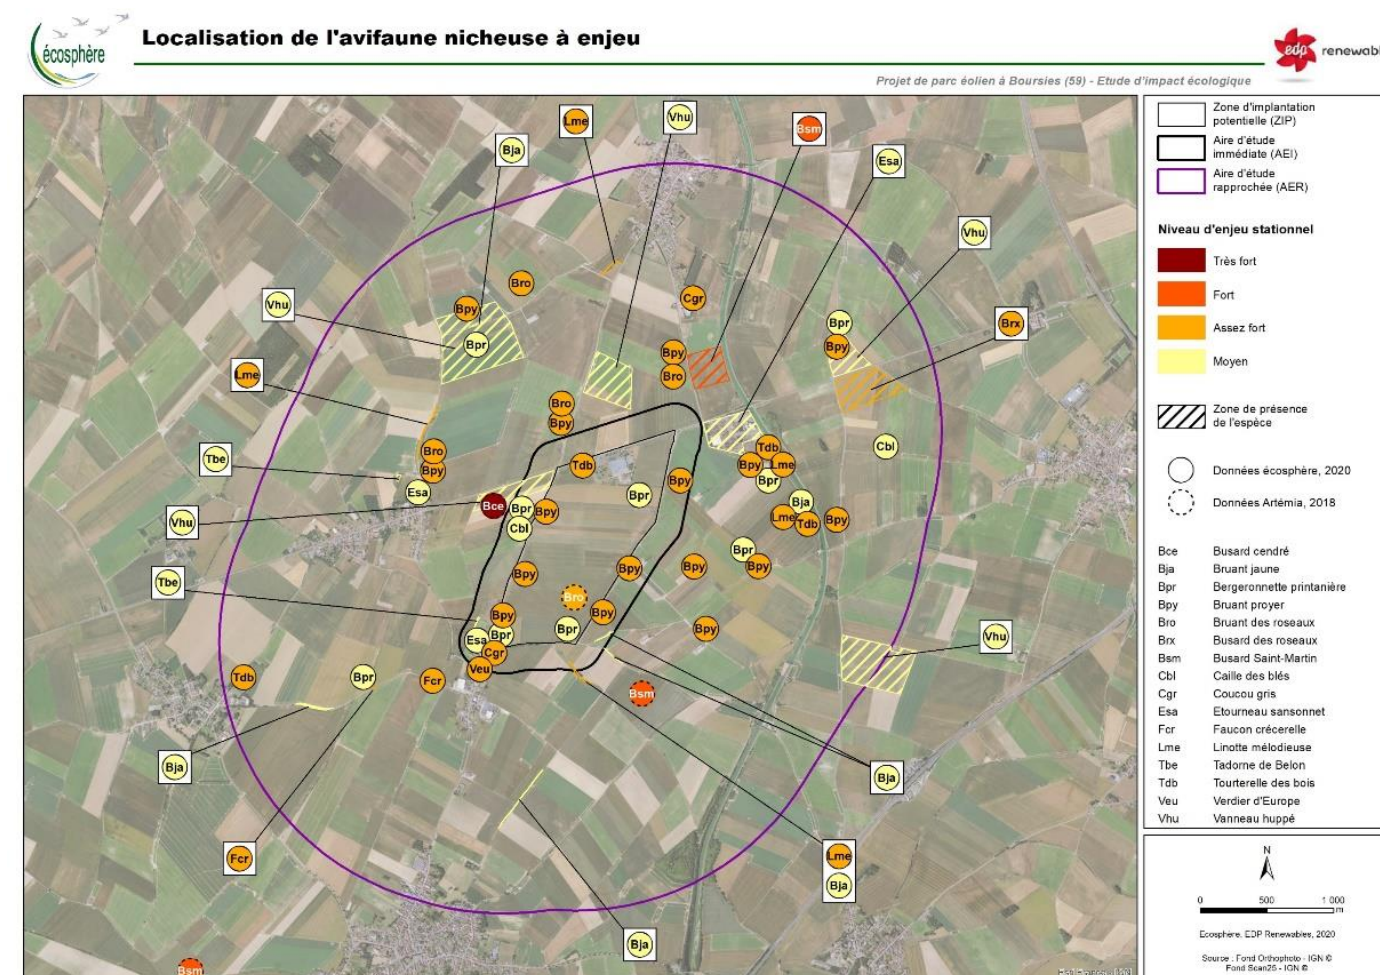 écosphère
Localisation de l'avifaune nicheuse à enjeu
edp renewabl
Projet de parc éolien à Boursies (59) - Etude d'impact écologique
Lme
Vhu
Bsm
Bja
Esa
Vhu
Bro
Vhu
Bpy
Cgr
Bpr
Brx
Bpr
Bpy
Bpy
Lme
Bro
Bro
Bpy
Cbl
Tbe
Bro
Bpy
Tdb
Tdb
Bpy
Lme
Esa
Bpy
Bpr
Bpr
Bja
Vhu
Bce
Bpr
Bpy
Lme
Tdb
Bpy
Cbl
Bpr
Bpy
Tbe
Bpy
Bpy
Bpy
Bro
Bpy
Bpy
Bpr
Bpy
Esa
Bpr
Vhu
Cgr
Veu
Tdb
Bpr
Fcr
Bsm
Bja
Bja
Fcr
Lme
Bja
Bja
Bsm
Zone d'implantation
potentielle (ZIP)
Aire d'étude
immédiate (AEI)
Aire d'étude
rapprochée (AER)
Niveau d'enjeu stationnel
Très fort
Fort
Assez fort
Moyen
Zone de présence
de l'espèce
Données écosphère, 2020
Données Artémia, 2018
Bce Busard cendré
Bja Bruant jaune
Bpr Bergeronnette printanière
Bpy Bruant proyer
Bro Bruant des roseaux
Brx Busard des roseaux
Bsm Busard Saint-Martin
Cbl Caille des blés
Cgr Coucou gris
Esa Etourneau sansonnet
Fcr Faucon crécerelle
Lme Linotte mélodieuse
Tbe Tadorne de Belon
Tdb Tourterelle des bois
Veu Verdier d'Europe
Vhu Vanneau huppé
N
0 500 1 000
m
Ecosphère, EDP Renewables, 2020
Source : Fond Orthophoto - IGN ©
Fond Scan25 - IGN ©